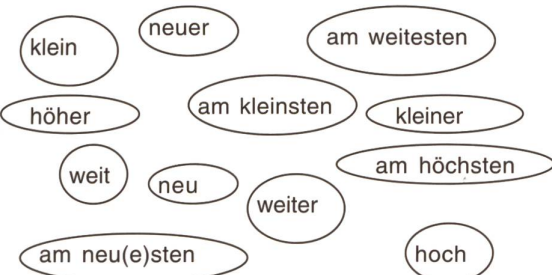 klein
neuer
am weitesten
höher
am kleinsten
kleiner
weit
neu
weiter
am höchsten
am neu(e)sten
hoch